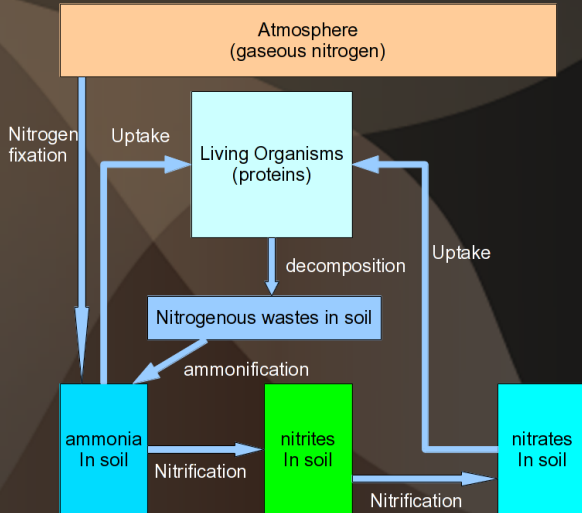 Atmosphere
(gaseous nitrogen)
Nitrogen
fixation
Uptake
Living Organisms
(proteins)
Uptake
decomposition
Nitrogenous wastes in soil
ammonification
ammonia
In soil
Nitrification
nitrites
In soil
Nitrification
nitrates
In soil